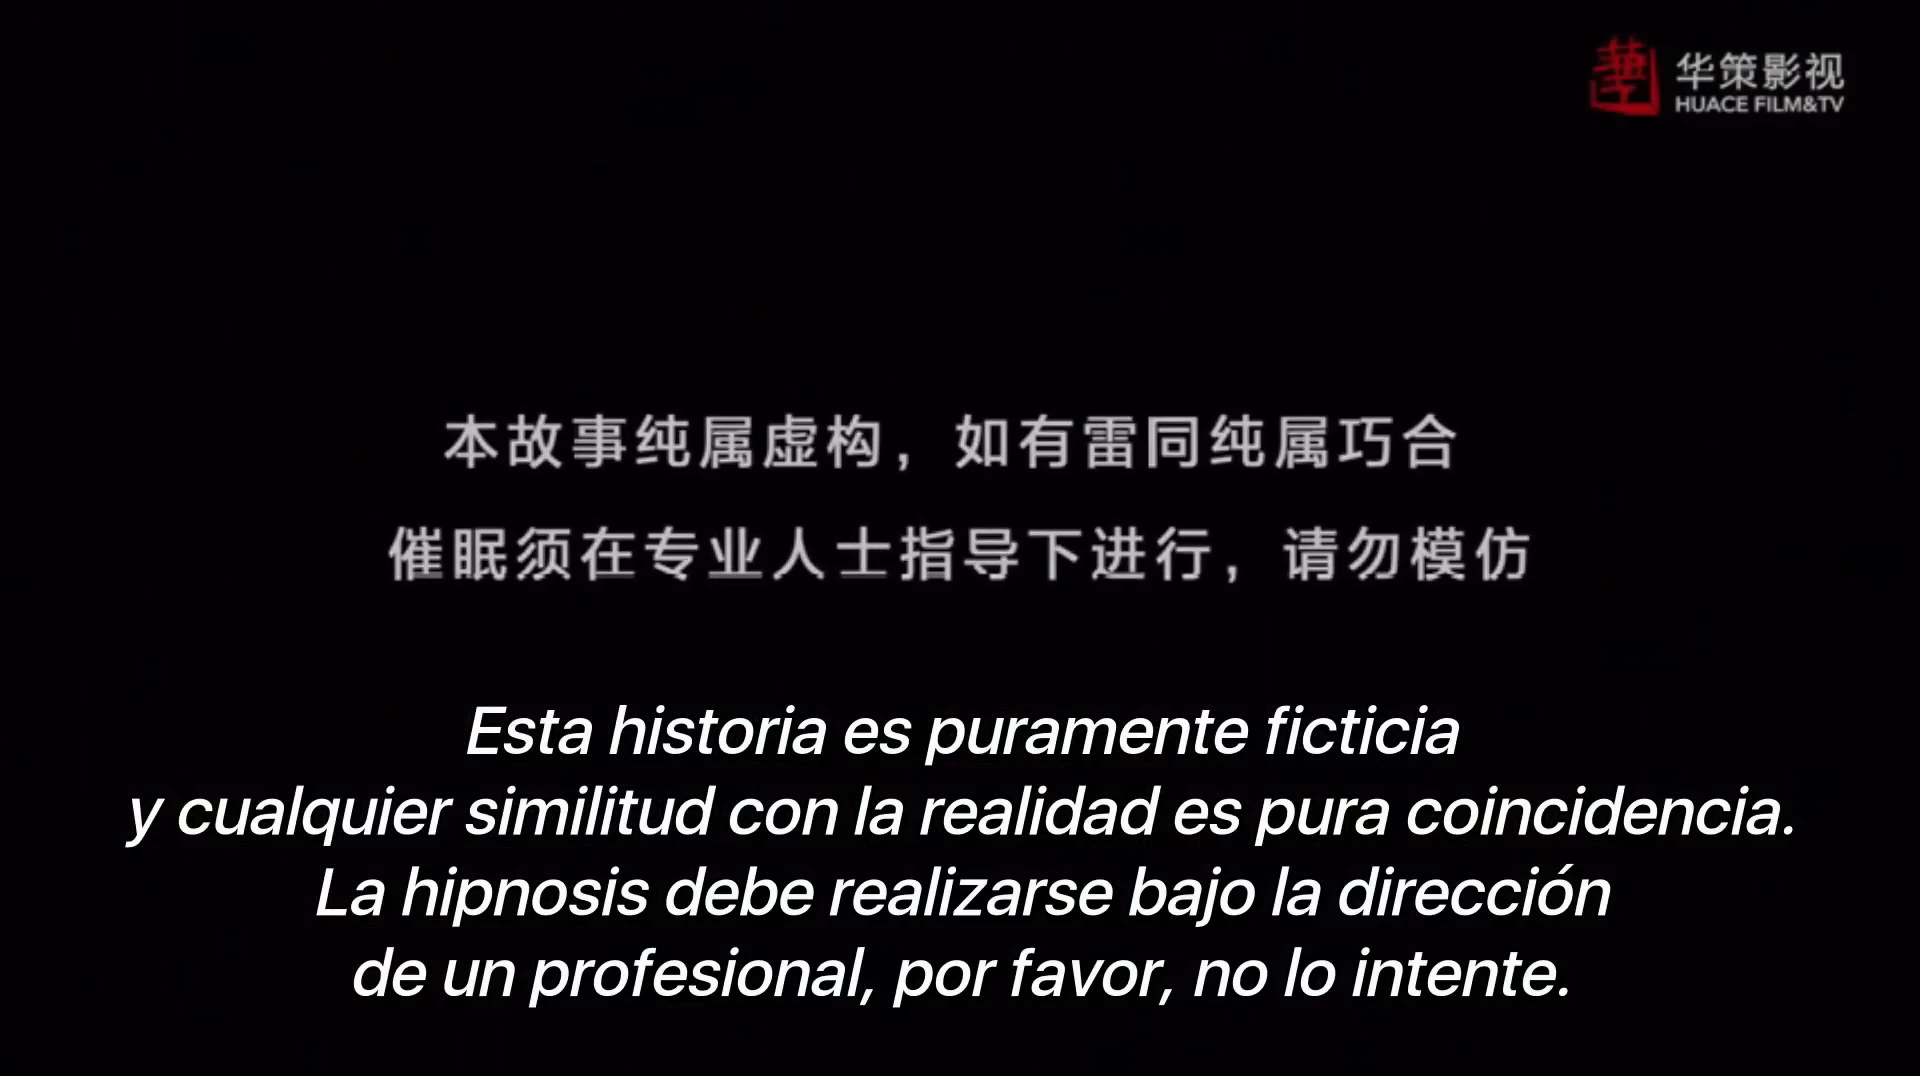 华策影视
HUACE FILM&TV
本故事纯属虚构，如有雷同纯属巧合
催眠须在专业人士指导下进行，请勿模仿
Esta historia es puramente ficticia
y cualquier similitud con la realidad es pura coincidencia.
La hipnosis debe realizarse bajo la dirección
de un profesional, por favor, no lo intente.